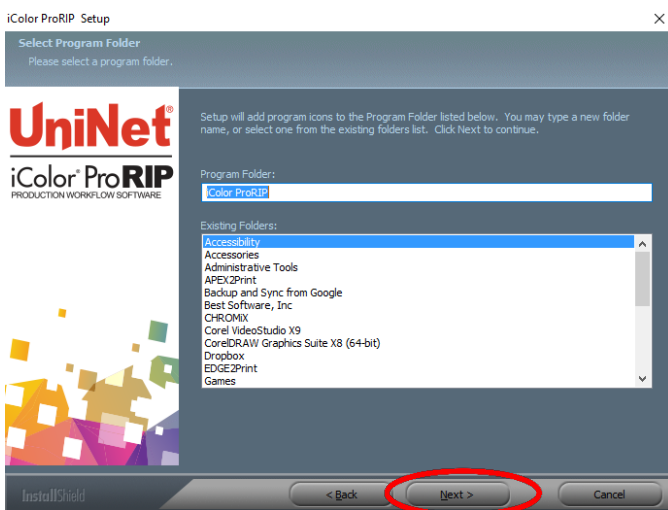 iColor ProRIP Setup
Select Program Folder
Please select a program folder.
UniNet®
iColor® ProRIP
PRODUCTION WORKFLOW SOFTWARE
Setup will add program icons to the Program Folder listed below. You may type a new folder
name, or select one from the existing folders list. Click Next to continue.
Program Folder:
iColor ProRIP
Existing Folders:
Accessibility
Accessories
Administrative Tools
APEX2Print
Backup and Sync from Google
Best Software, Inc
CHROMiX
Corel VideoStudio X9
CorelDRAW Graphics Suite X8 (64-bit)
Dropbox
EDGE2Print
Games
InstallShield
< Back
Next >
Cancel